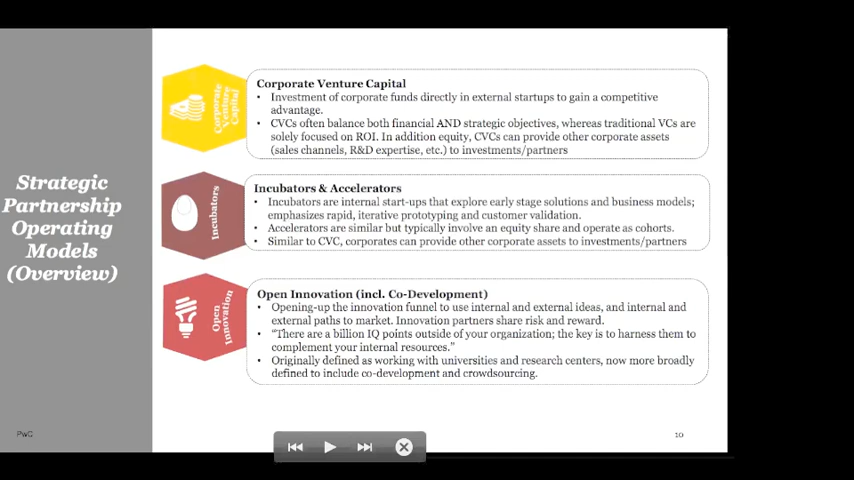 Strategic
Partnership
Operating
Models
(Overview)
Corporate
Venture
Capital
Corporate Venture Capital
• Investment of corporate funds directly in external startups to gain a competitive
advantage.
• CVCs often balance both financial AND strategic objectives, whereas traditional VCs are
solely focused on ROI. In addition equity, CVCs can provide other corporate assets
(sales channels, R&D expertise, etc.) to investments/partners
Incubators
Incubators & Accelerators
• Incubators are internal start-ups that explore early stage solutions and business models;
emphasizes rapid, iterative prototyping and customer validation.
• Accelerators are similar but typically involve an equity share and operate as cohorts.
• Similar to CVC, corporates can provide other corporate assets to investments/partners
Open
Innovation
Open Innovation (incl. Co-Development)
• Opening-up the innovation funnel to use internal and external ideas, and internal and
external paths to market. Innovation partners share risk and reward.
• “There are a billion IQ points outside of your organization; the key is to harness them to
complement your internal resources.”
• Originally defined as working with universities and research centers, now more broadly
defined to include co-development and crowdsourcing.
PwC
10